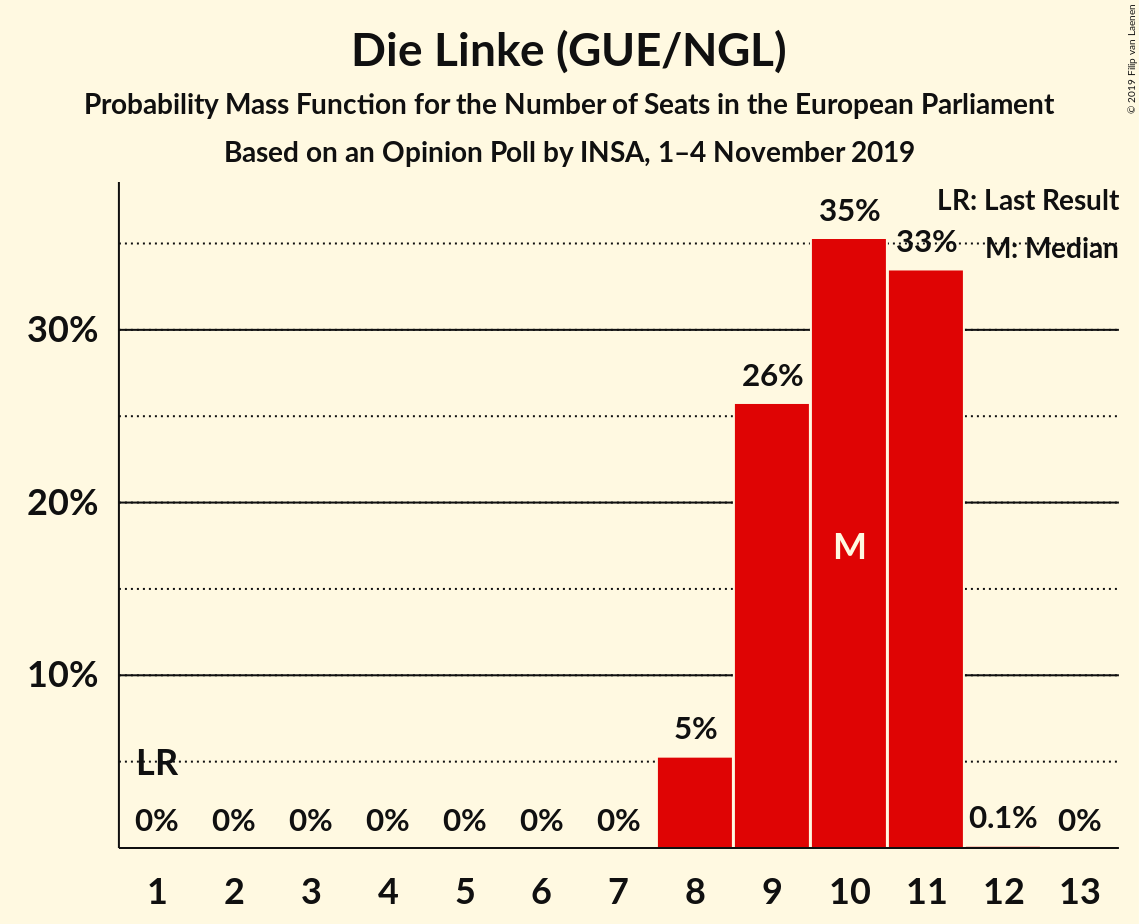 © 2019 Filip van Laenen
Die Linke (GUE/NGL)
Probability Mass Function for the Number of Seats in the European Parliament
Based on an Opinion Poll by INSA, 1–4 November 2019
LR: Last Result
M: Median
35%
33%
30%
26%
20%
M
10%
5%
LR
0% 0% 0% 0% 0% 0% 0% 0.1% 0%
1 2 3 4 5 6 7 8 9 10 11 12 13